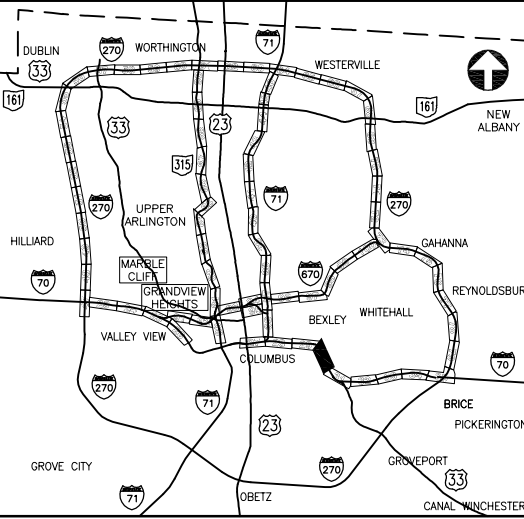 DUBLIN
270
WORTHINGTON
71
33
WESTERVILLE
161
161
NEW
ALBANY
33
23
315
270
71
270
UPPER
ARLINGTON
HILLIARD
GAHANNA
MARBLE
CLIFF
670
70
GRANDVIEW
HEIGHTS
REYNOLDSBUR
BEXLEY
WHITEHALL
VALLEY VIEW
COLUMBUS
70
270
71
BRICE
23
PICKERINGTON
GROVE CITY
270
GROVEPORT
33
71
OBETZ
CANAL WINCHESTER